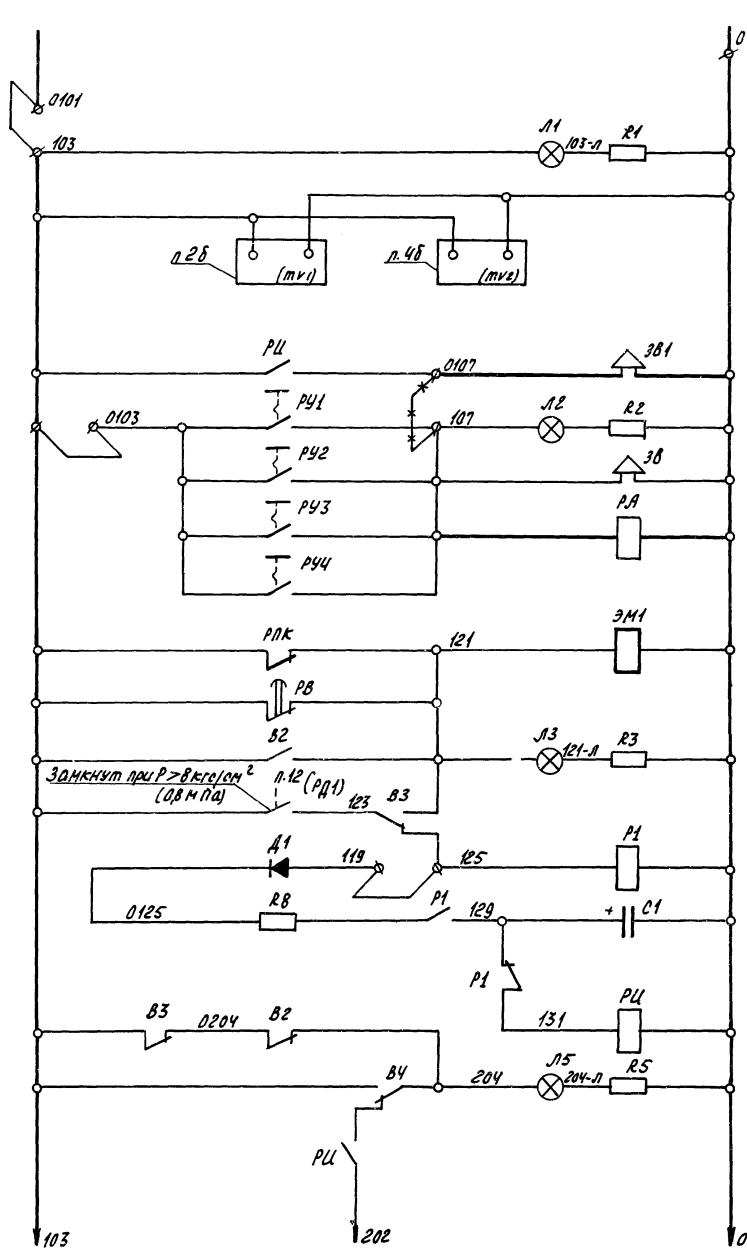 0
0101
103
Л1
103-Л
R1
п.2б
(mv1)
п.4б
(mv2)
РЦ
0107
ЗВ1
0103
РУ1
107
Л2
R2
РУ2
ЗВ
РУ3
РА
РУ4
РПК
121
ЭМ1
РВ
В2
Л3
121-Л
R3
Замкнут при Р>8кгс/см²
(0,8 мПа)
п.12 (РД1)
123
В3
Д1
119
125
Р1
0125
R8
Р1
129
+
С1
Р1
131
РЦ
В3
0204
В2
В4
204
Л5
204-Л
R5
РЦ
103
202
0